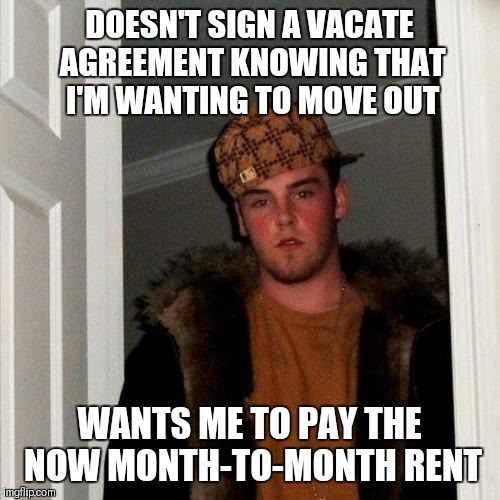 DOESN'T SIGN A VACATE
AGREEMENT KNOWING THAT
I'M WANTING TO MOVE OUT
WANTS ME TO PAY THE
NOW MONTH-TO-MONTH RENT
imgflip.com